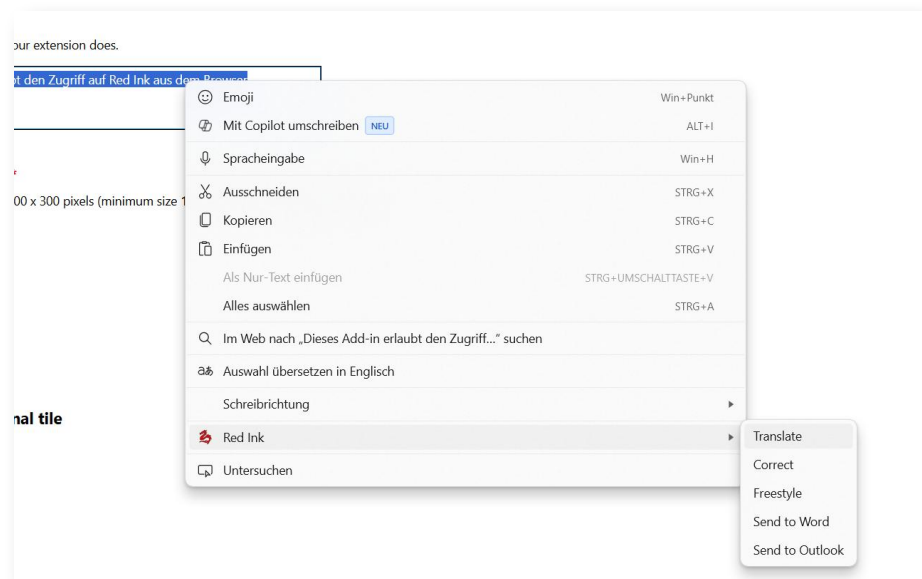 our extension does.
ot den Zugriff auf Red Ink aus dem Browser
Emoji Win+Punkt
Mit Copilot umschreiben NEU ALT+I
Spracheingabe Win+H
*
00 x 300 pixels (minimum size 1
Ausschneiden STRG+X
Kopieren STRG+C
Einfügen STRG+V
Als Nur-Text einfügen STRG+UMSCHALTTASTE+V
Alles auswählen STRG+A
Im Web nach „Dieses Add-in erlaubt den Zugriff...“ suchen
Auswahl übersetzen in Englisch
Schreibrichtung
nal tile
Red Ink
Untersuchen
Translate
Correct
Freestyle
Send to Word
Send to Outlook